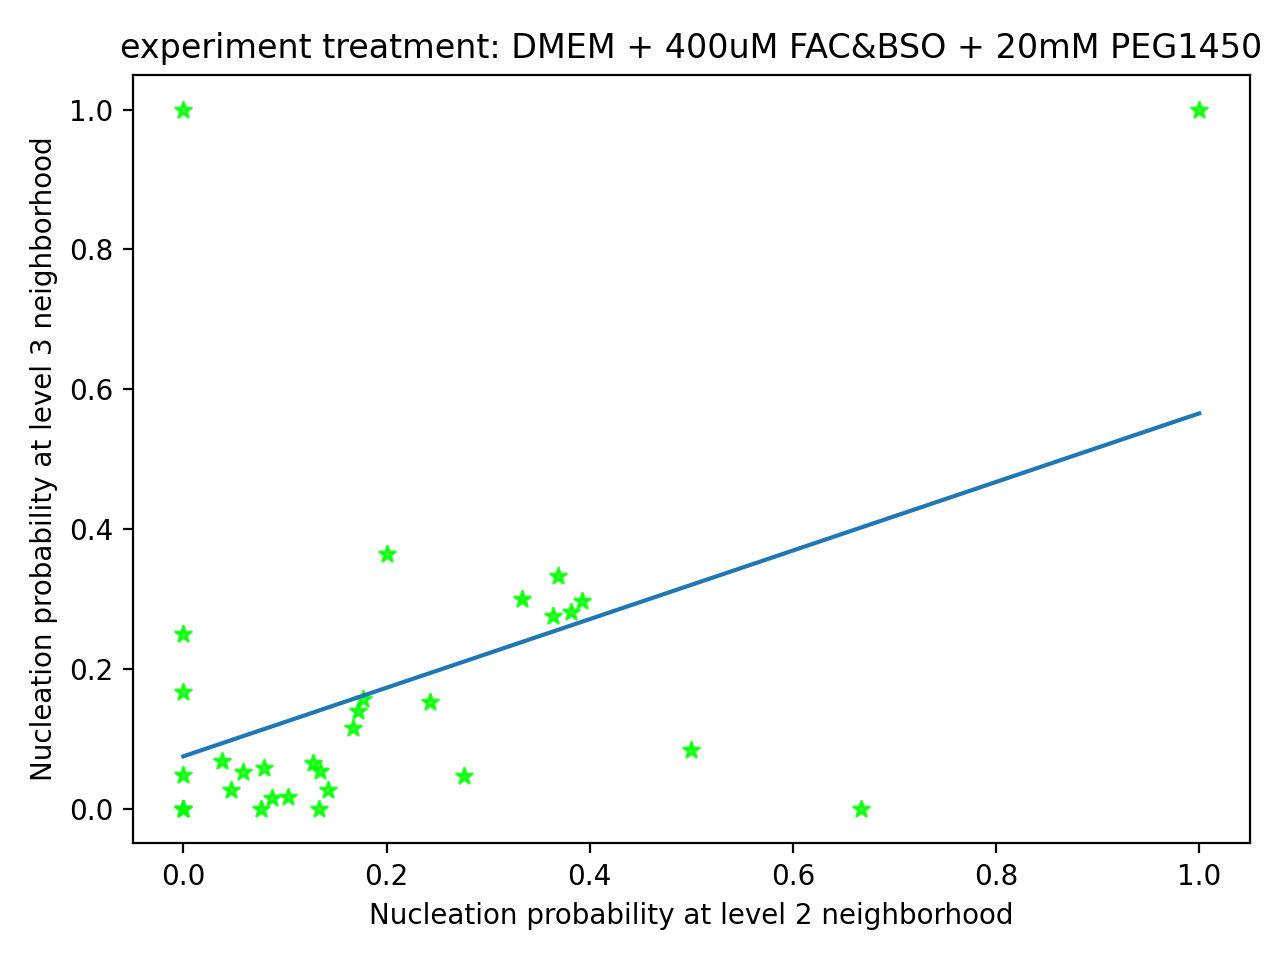 experiment treatment: DMEM + 400uM FAC&BSO + 20mM PEG1450
Nucleation probability at level 3 neighborhood
1.0
0.8
0.6
0.4
0.2
0.0
0.0 0.2 0.4 0.6 0.8 1.0
Nucleation probability at level 2 neighborhood